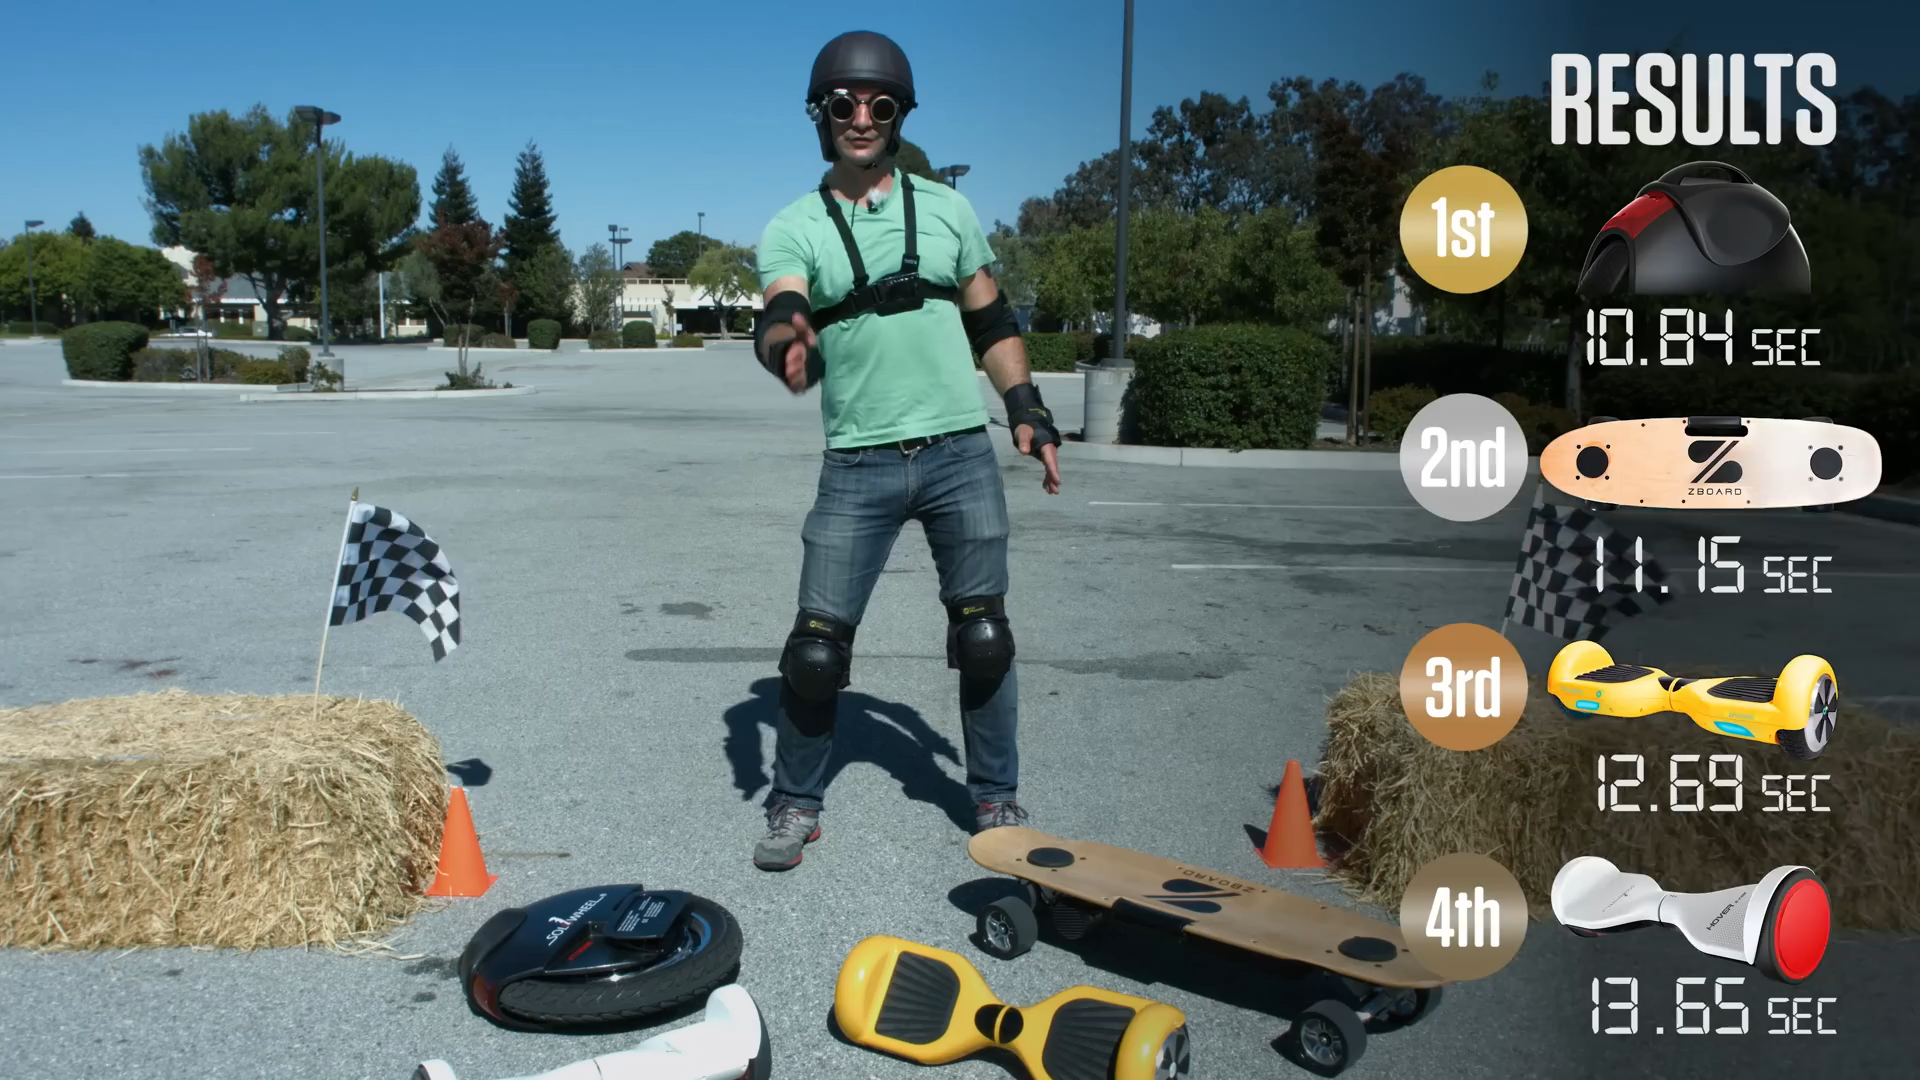 RESULTS
1st
10.84 SEC
2nd
ZBOARD
11.15 SEC
3rd
12.69 SEC
4th
HOVER
13.65 SEC
SOLOWHEEL
ZBOARD